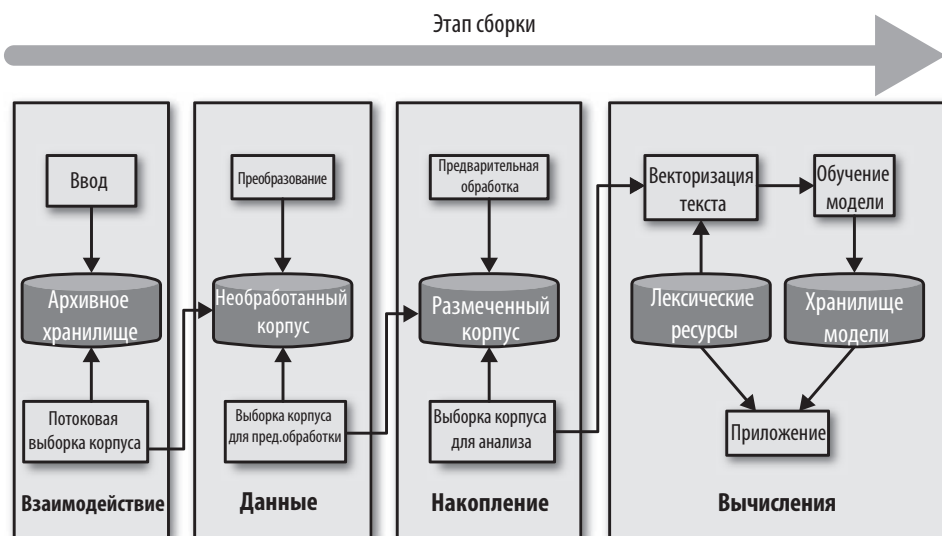 Этап сборки
Ввод
Архивное
хранилище
Потоковая
выборка корпуса
Взаимодействие
Преобразование
Необработанный
корпус
Выборка корпуса
для пред.обработки
Данные
Предварительная
обработка
Размеченный
корпус
Выборка корпуса
для анализа
Накопление
Векторизация
текста
Обучение
модели
Лексические
ресурсы
Хранилище
модели
Приложение
Вычисления